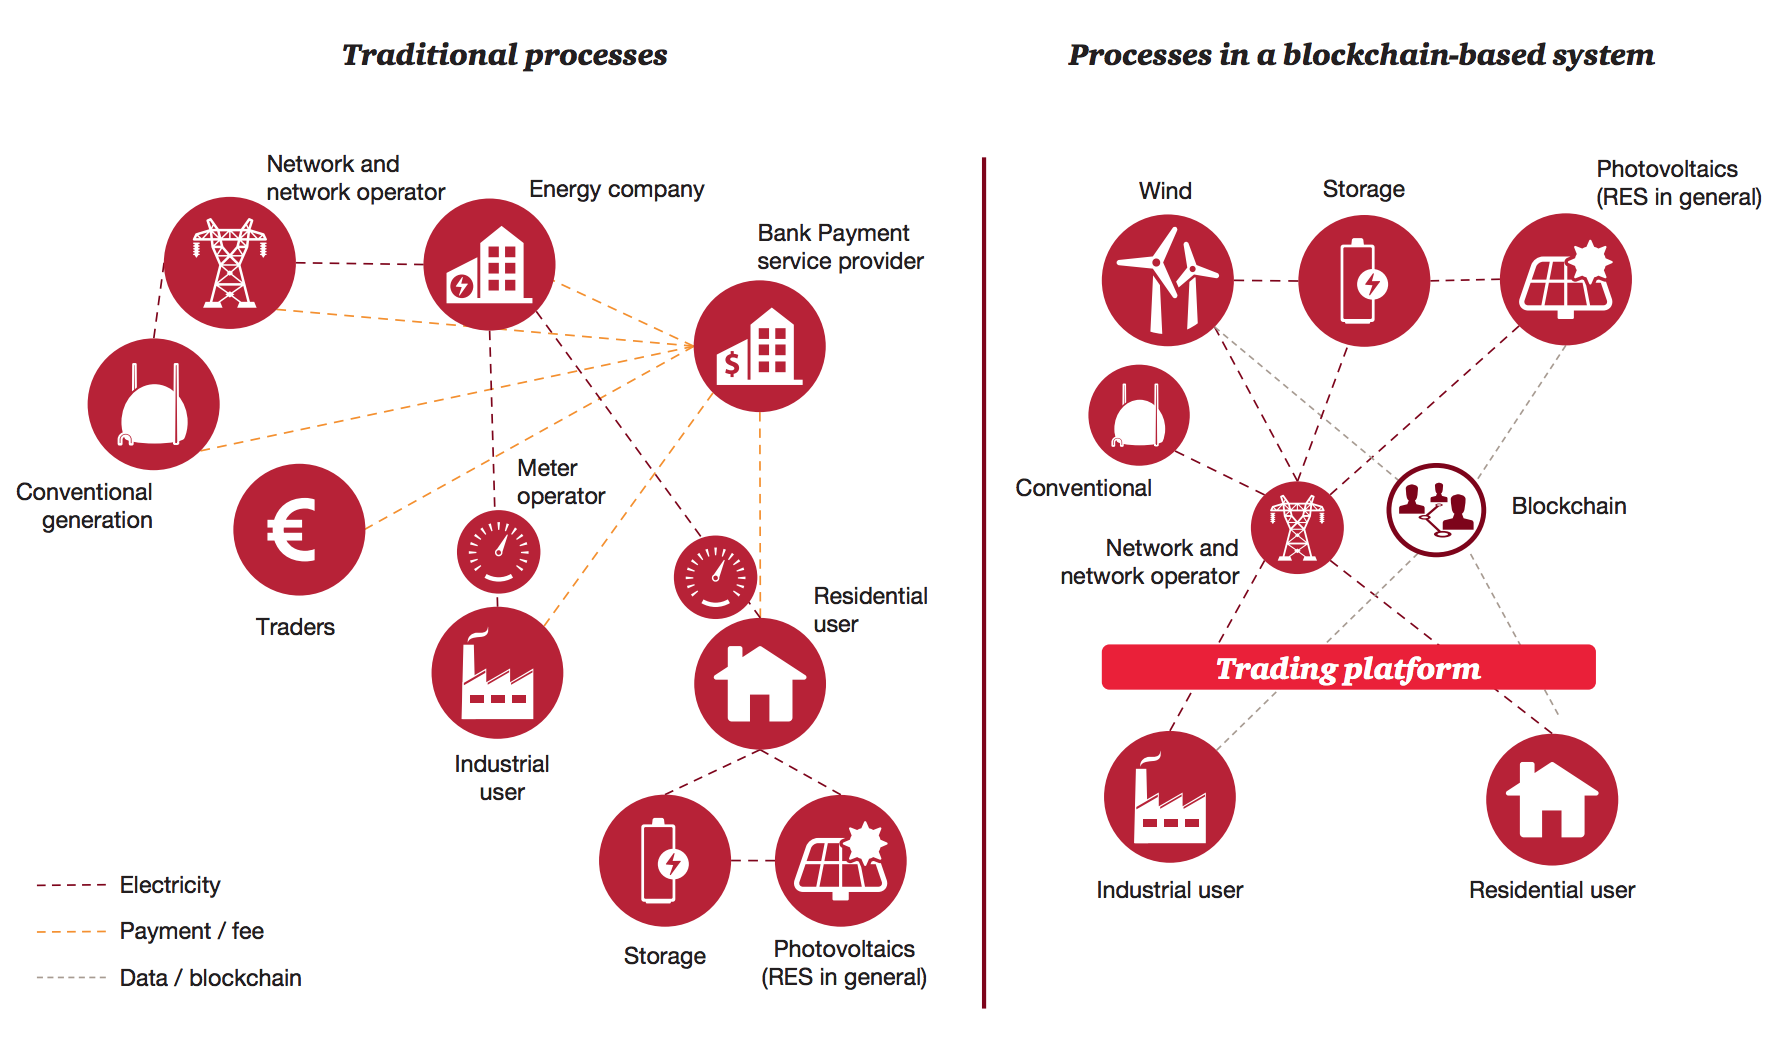 Traditional processes
Network and
network operator
Energy company
Bank Payment
service provider
$
Conventional
generation
€
Traders
Meter
operator
Residential
user
Industrial
user
Storage
Photovoltaics
(RES in general)
Electricity
Payment / fee
Data / blockchain
Processes in a blockchain-based system
Wind
Storage
Photovoltaics
(RES in general)
Conventional
Blockchain
Network and
network operator
Trading platform
Industrial user
Residential user